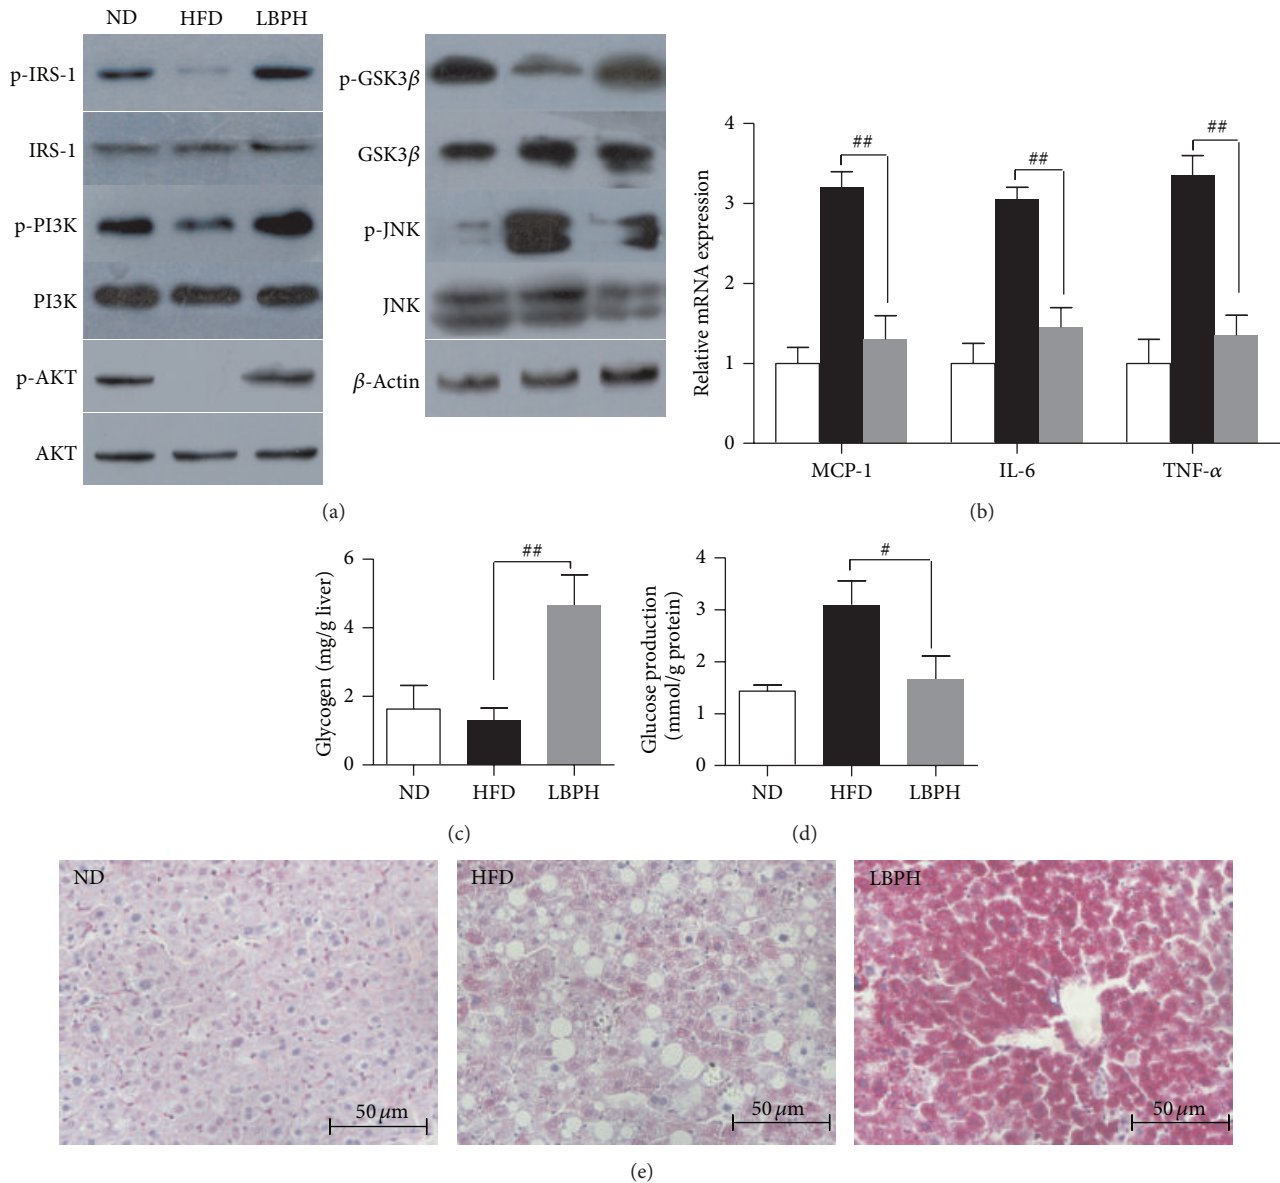 ND HFD LBPH
p-IRS-1
IRS-1
p-PI3K
PI3K
p-AKT
AKT
p-GSK3β
GSK3β
p-JNK
JNK
β-Actin
(a)
Relative mRNA expression
4
3
2
1
0
##
##
##
MCP-1 IL-6 TNF-α
(b)
Glycogen (mg/g liver)
6
4
2
0
##
ND HFD LBPH
(c)
Glucose production
(mmol/g protein)
4
3
2
1
0
#
ND HFD LBPH
(d)
ND
50 μm
HFD
50 μm
LBPH
50 μm
(e)